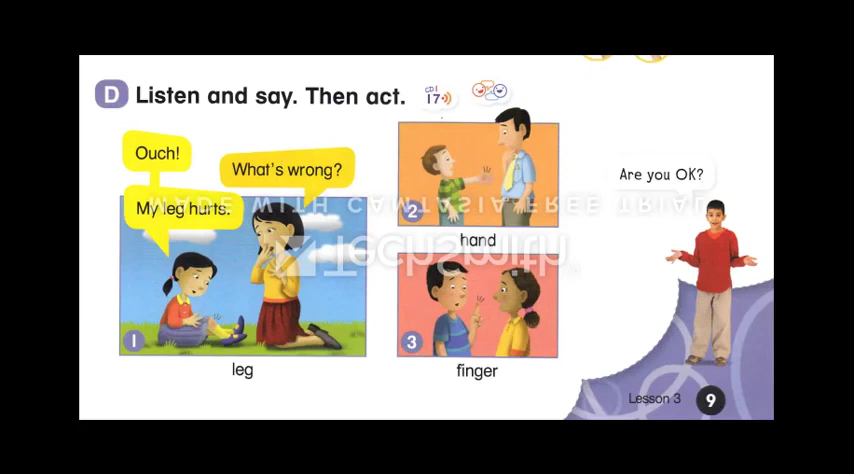 D Listen and say. Then act. CD1 17
Ouch!
What's wrong?
My leg hurts.
1
leg
2
hand
3
finger
Are you OK?
MADE WITH CAMTASIA FREE TRIAL
TechSmith
Lesson 3 9